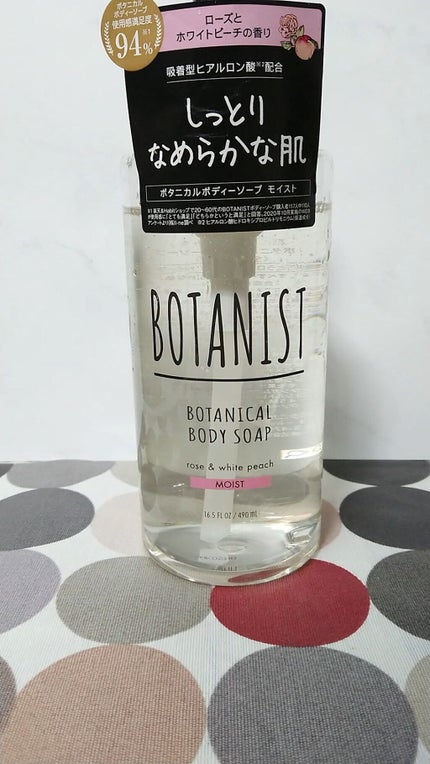 ボタニカル
ボディーソープ
使用感満足度
94%※1
ローズと
ホワイトピーチの香り
吸着型ヒアルロン酸※2配合
しっとり
なめらかな肌
ボタニカルボディーソープ モイスト
BOTANIST
BOTANICAL
BODY SOAP
rose & white peach
MOIST
16.5 FL OZ / 490 mL